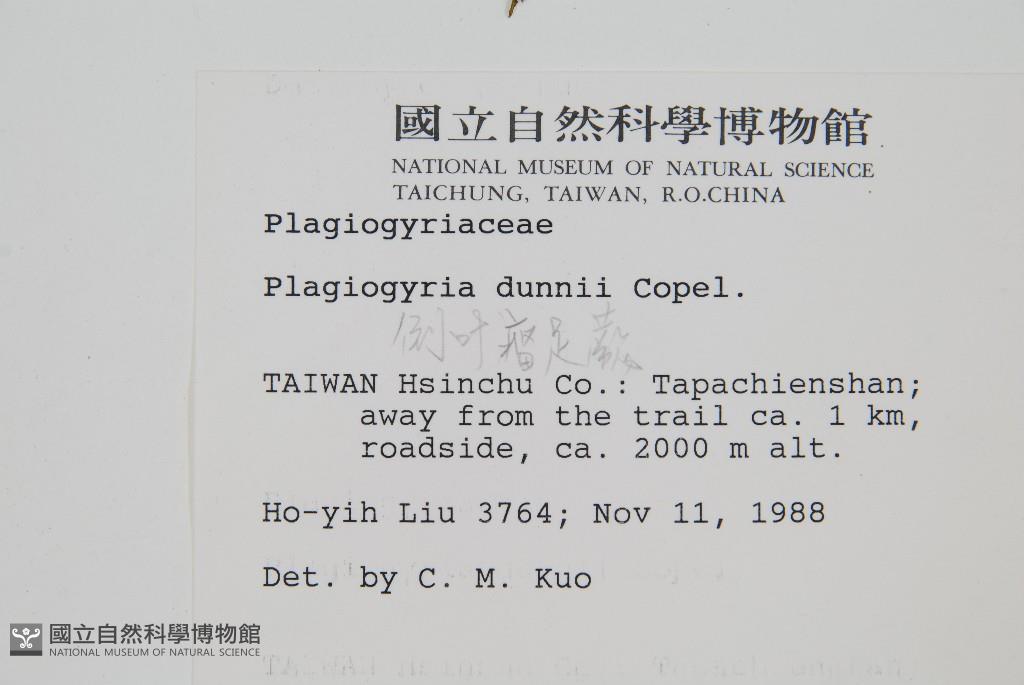 國立自然科學博物館
NATIONAL MUSEUM OF NATURAL SCIENCE
TAICHUNG, TAIWAN, R.O.CHINA
Plagiogyriaceae
Plagiogyria dunnii Copel.
倒叶瘤足蕨
TAIWAN Hsinchu Co.: Tapachienshan;
away from the trail ca. 1 km,
roadside, ca. 2000 m alt.
Ho-yih Liu 3764; Nov 11, 1988
Det. by C. M. Kuo
國立自然科學博物館
NATIONAL MUSEUM OF NATURAL SCIENCE